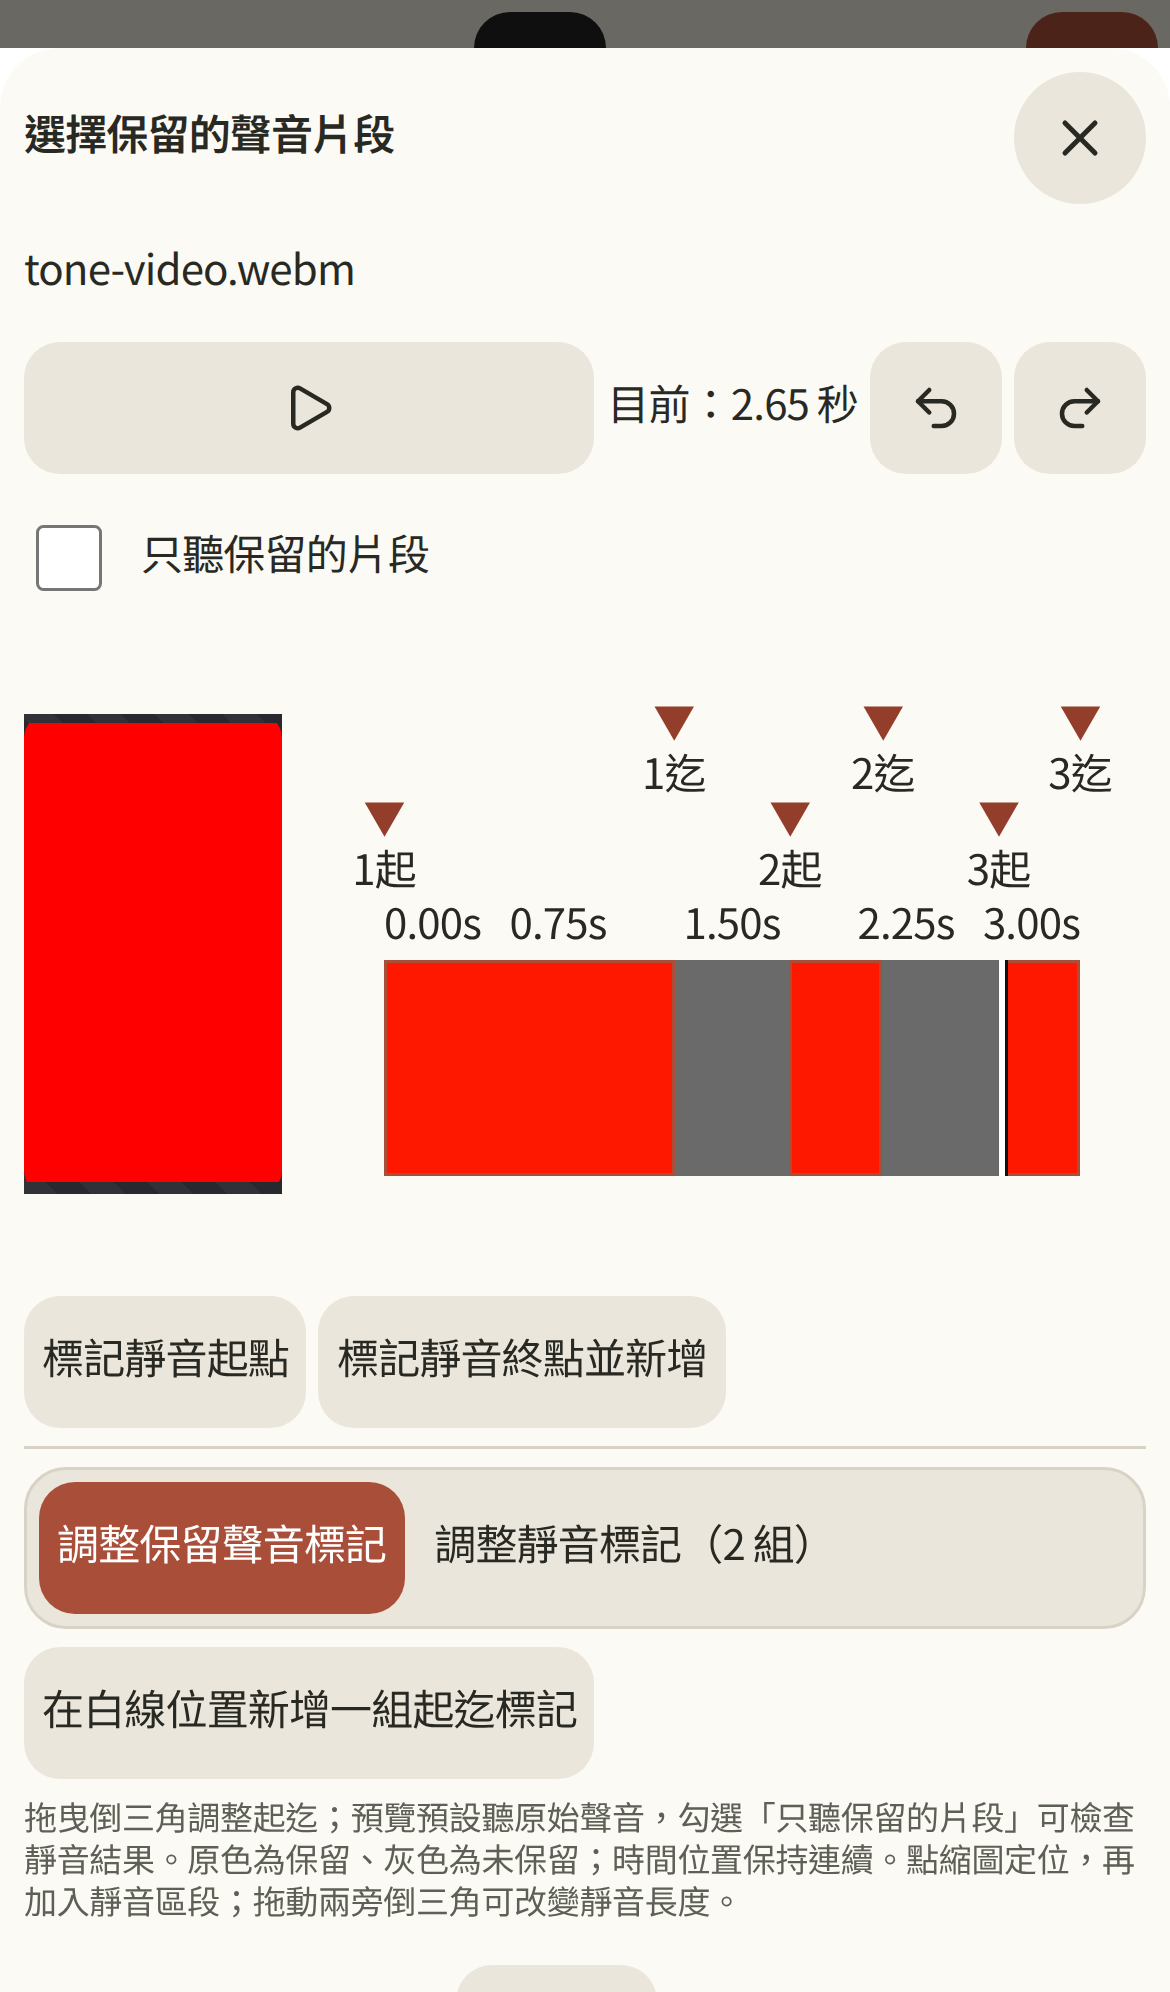 選擇保留的聲音片段
tone-video.webm
目前：2.65 秒
只聽保留的片段
1迄 2迄 3迄
1起 2起 3起
0.00s 0.75s 1.50s 2.25s 3.00s
標記靜音起點 標記靜音終點並新增
調整保留聲音標記 調整靜音標記（2 組）
在白線位置新增一組起迄標記
拖曳倒三角調整起迄；預覽預設聽原始聲音，勾選「只聽保留的片段」可檢查
靜音結果。原色為保留、灰色為未保留；時間位置保持連續。點縮圖定位，再
加入靜音區段；拖動兩旁倒三角可改變靜音長度。